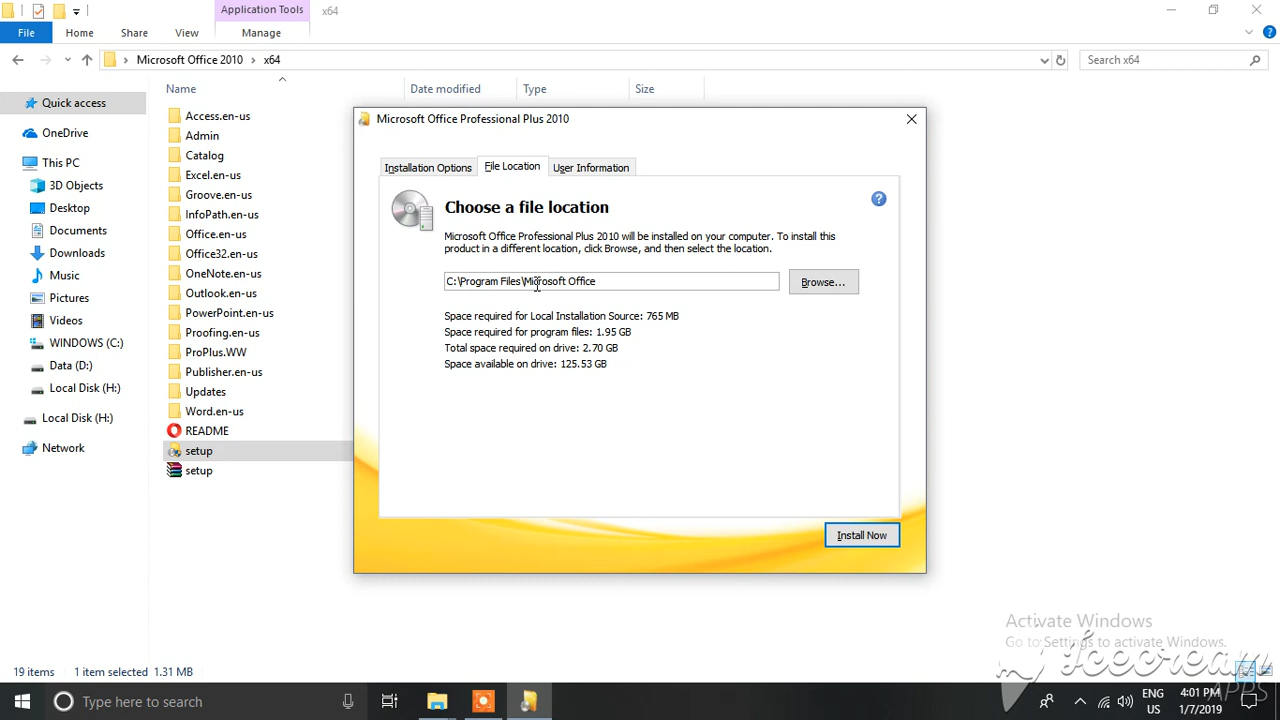 Application Tools
x64
File
Home
Share
View
Manage
Microsoft Office 2010
x64
Search x64
Name
Date modified
Type
Size
Quick access
OneDrive
This PC
3D Objects
Desktop
Documents
Downloads
Music
Pictures
Videos
WINDOWS (C:)
Data (D:)
Local Disk (H:)
Local Disk (H:)
Network
Access.en-us
Admin
Catalog
Excel.en-us
Groove.en-us
InfoPath.en-us
Office.en-us
Office32.en-us
OneNote.en-us
Outlook.en-us
PowerPoint.en-us
Proofing.en-us
ProPlus.WW
Publisher.en-us
Updates
Word.en-us
README
setup
setup
Microsoft Office Professional Plus 2010
Installation Options
File Location
User Information
Choose a file location
Microsoft Office Professional Plus 2010 will be installed on your computer. To install this
product in a different location, click Browse, and then select the location.
C:\Program Files\Microsoft Office
Browse...
Space required for Local Installation Source: 765 MB
Space required for program files: 1.95 GB
Total space required on drive: 2.70 GB
Space available on drive: 125.53 GB
Install Now
Activate Windows
Go to Settings to activate Windows.
Icecream
APPS
19 items
1 item selected 1.31 MB
Type here to search
ENG
US
4:01 PM
1/7/2019